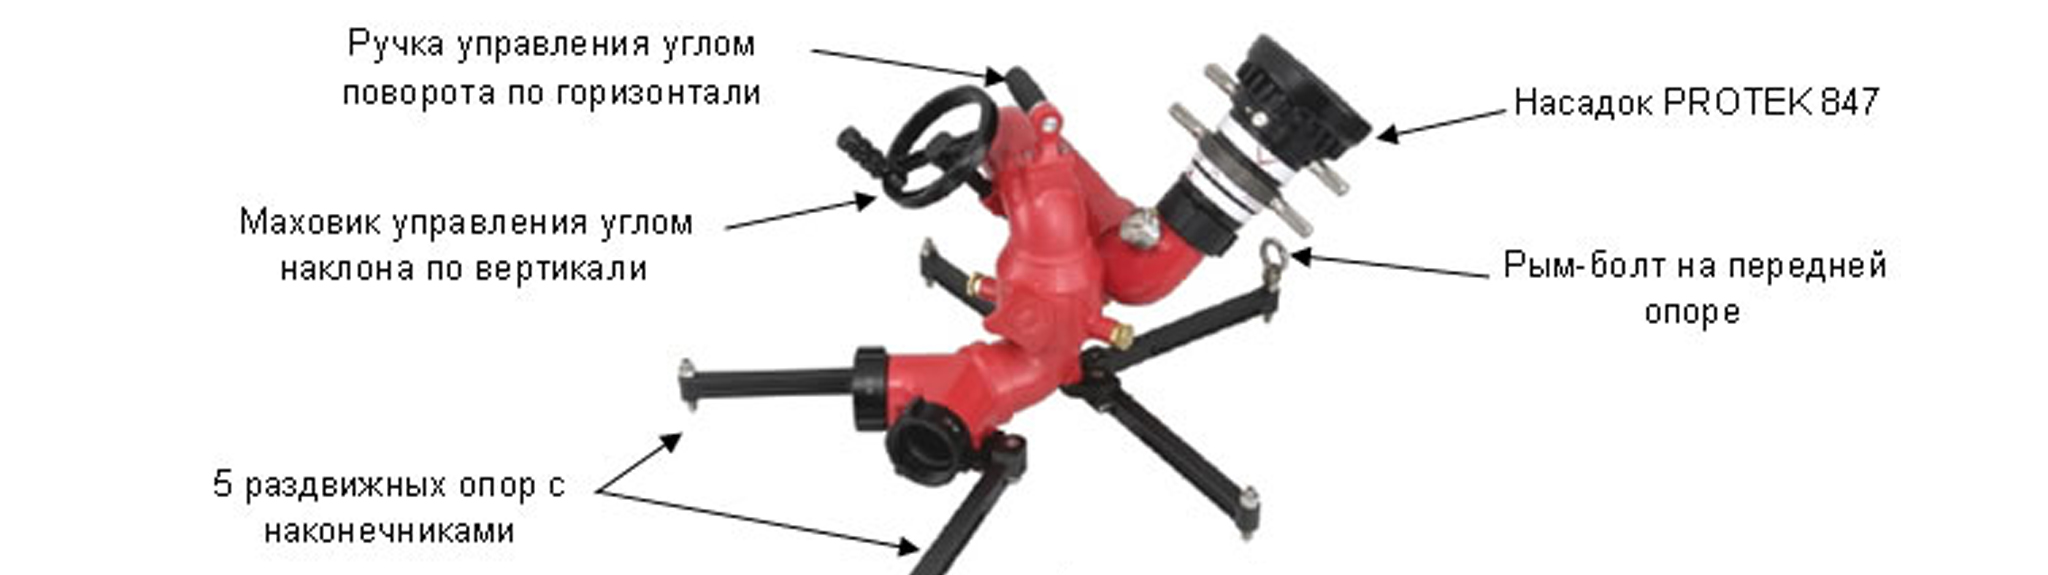 Ручка управления углом
поворота по горизонтали
Насадок PROTEK 847
Маховик управления углом
наклона по вертикали
Рым-болт на передней
опоре
5 раздвижных опор с
наконечниками